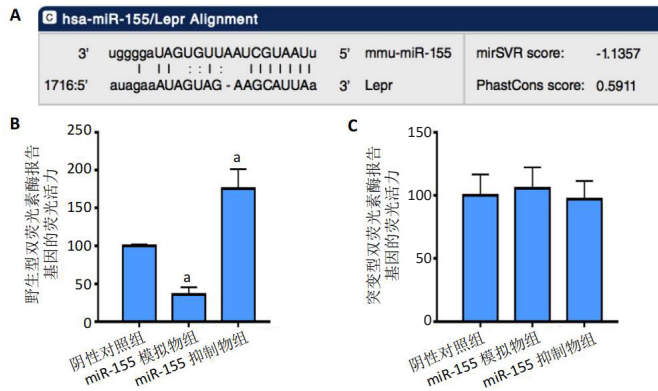 A
C hsa-miR-155/Lepr Alignment
3' uggggaUAGUGUUAAUCGUAAUu 5' mmu-miR-155
1716:5' auagaaAUAGUAG-AAGCAUUAa 3' Lepr
mirSVR score: -1.1357
PhastCons score: 0.5911
B
野生型双荧光素酶报告
基因的荧光活力
250
200
150
100
50
0
a
a
阴性对照组
miR-155 模拟物组
miR-155 抑制物组
C
突变型双荧光素酶报告
基因的荧光活力
150
100
50
0
阴性对照组
miR-155 模拟物组
miR-155 抑制物组